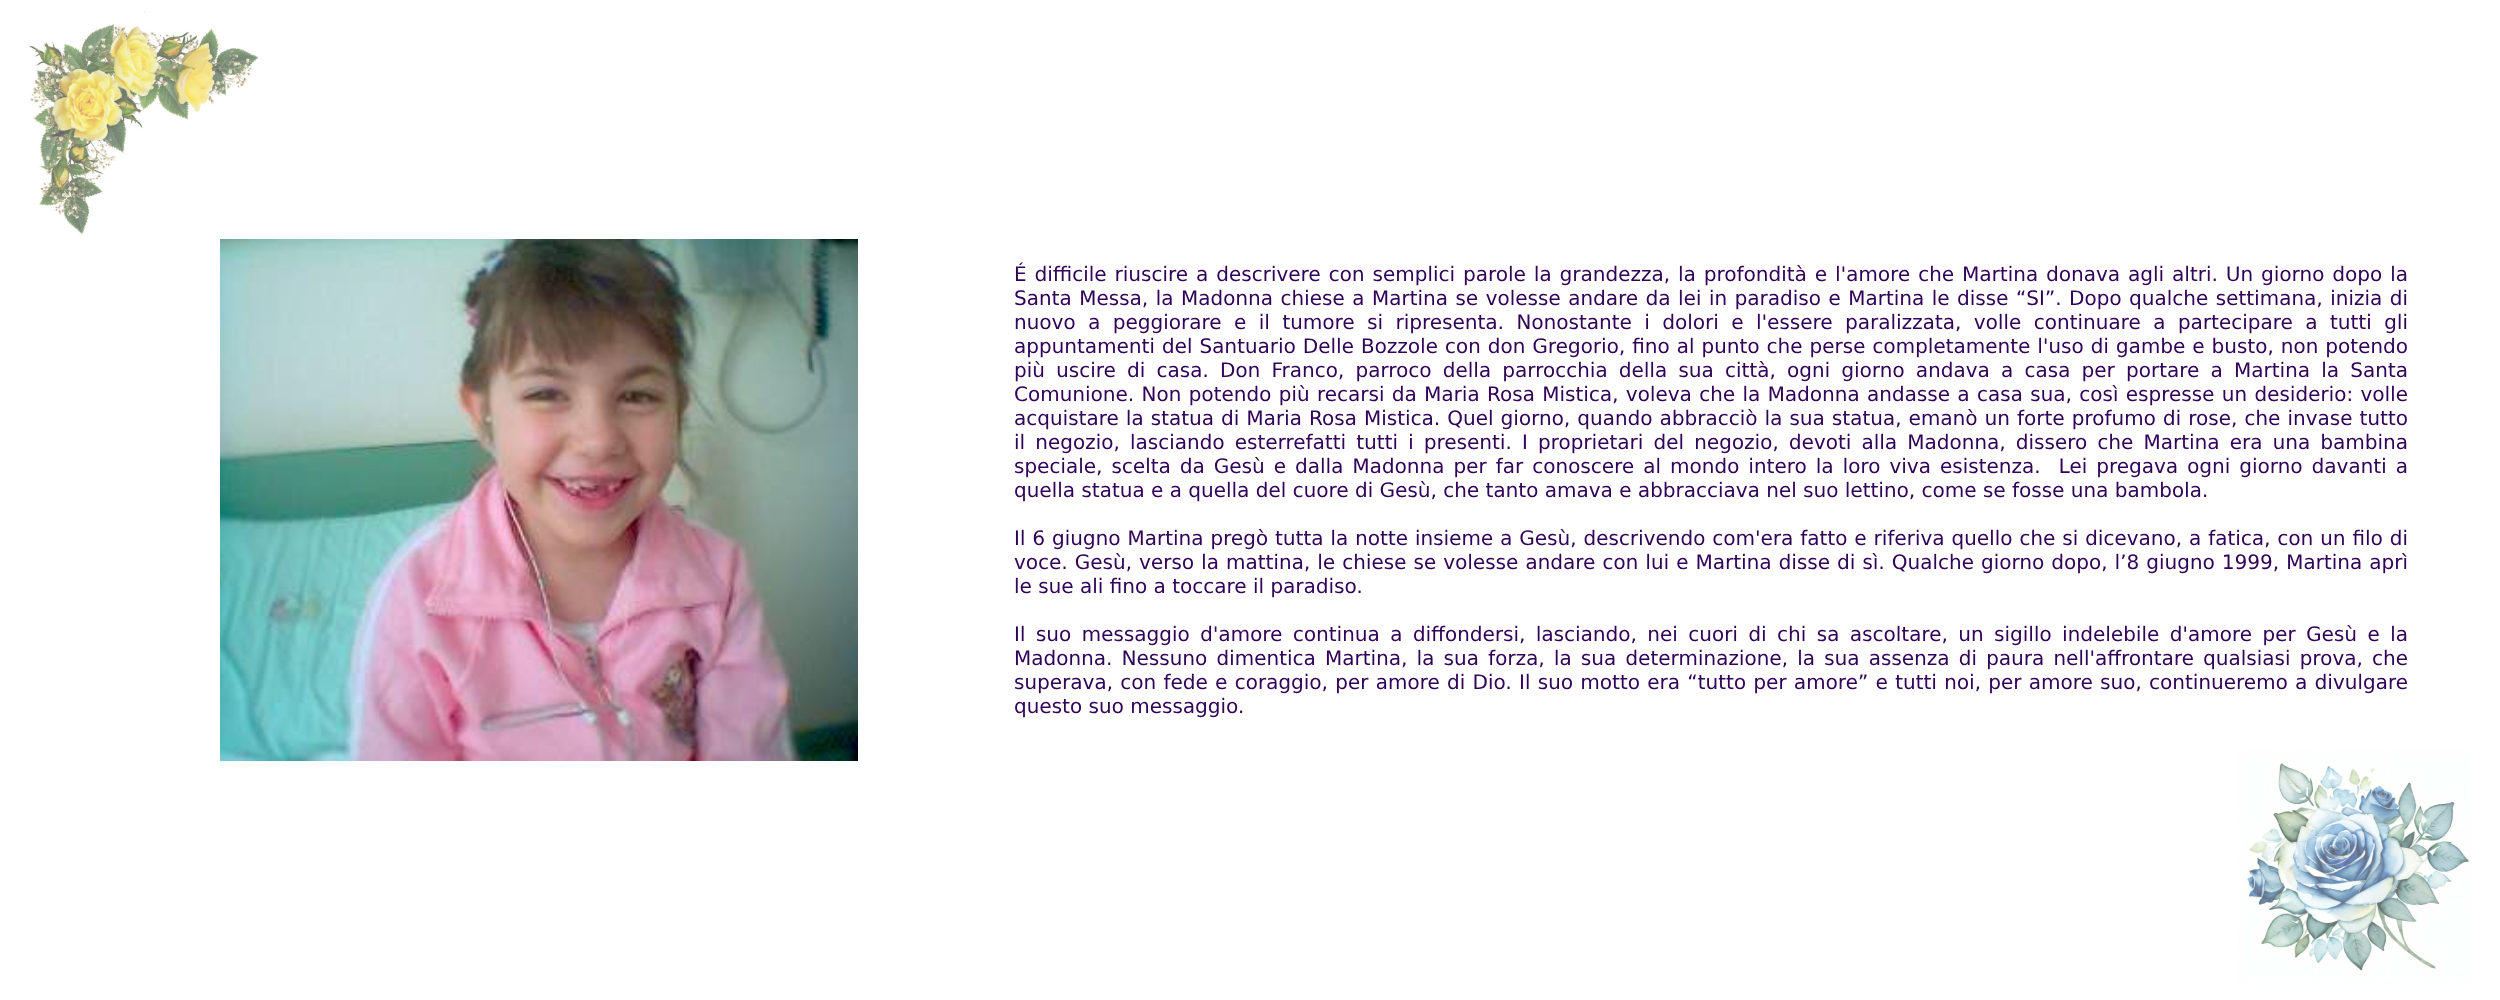 É difficile riuscire a descrivere con semplici parole la grandezza, la profondità e l'amore che Martina donava agli altri. Un giorno dopo la
Santa Messa, la Madonna chiese a Martina se volesse andare da lei in paradiso e Martina le disse “SI”. Dopo qualche settimana, inizia di
nuovo a peggiorare e il tumore si ripresenta. Nonostante i dolori e l'essere paralizzata, volle continuare a partecipare a tutti gli
appuntamenti del Santuario Delle Bozzole con don Gregorio, fino al punto che perse completamente l'uso di gambe e busto, non potendo
più uscire di casa. Don Franco, parroco della parrocchia della sua città, ogni giorno andava a casa per portare a Martina la Santa
Comunione. Non potendo più recarsi da Maria Rosa Mistica, voleva che la Madonna andasse a casa sua, così espresse un desiderio: volle
acquistare la statua di Maria Rosa Mistica. Quel giorno, quando abbracciò la sua statua, emanò un forte profumo di rose, che invase tutto
il negozio, lasciando esterrefatti tutti i presenti. I proprietari del negozio, devoti alla Madonna, dissero che Martina era una bambina
speciale, scelta da Gesù e dalla Madonna per far conoscere al mondo intero la loro viva esistenza.  Lei pregava ogni giorno davanti a
quella statua e a quella del cuore di Gesù, che tanto amava e abbracciava nel suo lettino, come se fosse una bambola.
Il 6 giugno Martina pregò tutta la notte insieme a Gesù, descrivendo com'era fatto e riferiva quello che si dicevano, a fatica, con un filo di
voce. Gesù, verso la mattina, le chiese se volesse andare con lui e Martina disse di sì. Qualche giorno dopo, l’8 giugno 1999, Martina aprì
le sue ali fino a toccare il paradiso.
Il suo messaggio d'amore continua a diffondersi, lasciando, nei cuori di chi sa ascoltare, un sigillo indelebile d'amore per Gesù e la
Madonna. Nessuno dimentica Martina, la sua forza, la sua determinazione, la sua assenza di paura nell'affrontare qualsiasi prova, che
superava, con fede e coraggio, per amore di Dio. Il suo motto era “tutto per amore” e tutti noi, per amore suo, continueremo a divulgare
questo suo messaggio.